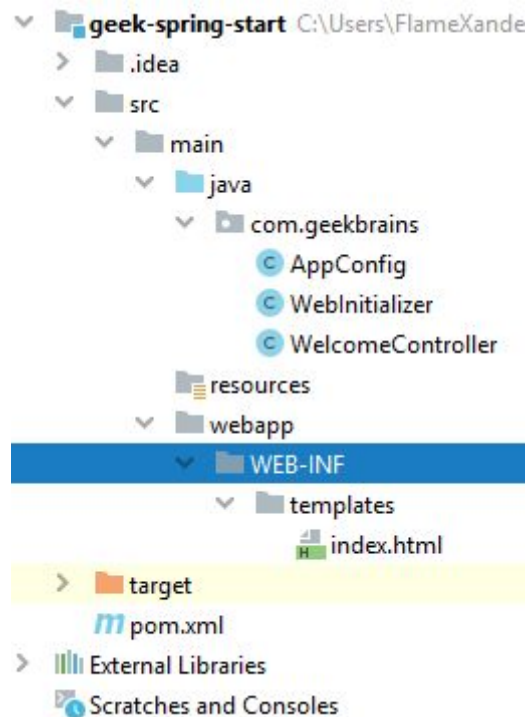 geek-spring-start C:\Users\FlameXande
.idea
src
main
java
com.geekbrains
AppConfig
WebInitializer
WelcomeController
resources
webapp
WEB-INF
templates
index.html
target
pom.xml
External Libraries
Scratches and Consoles